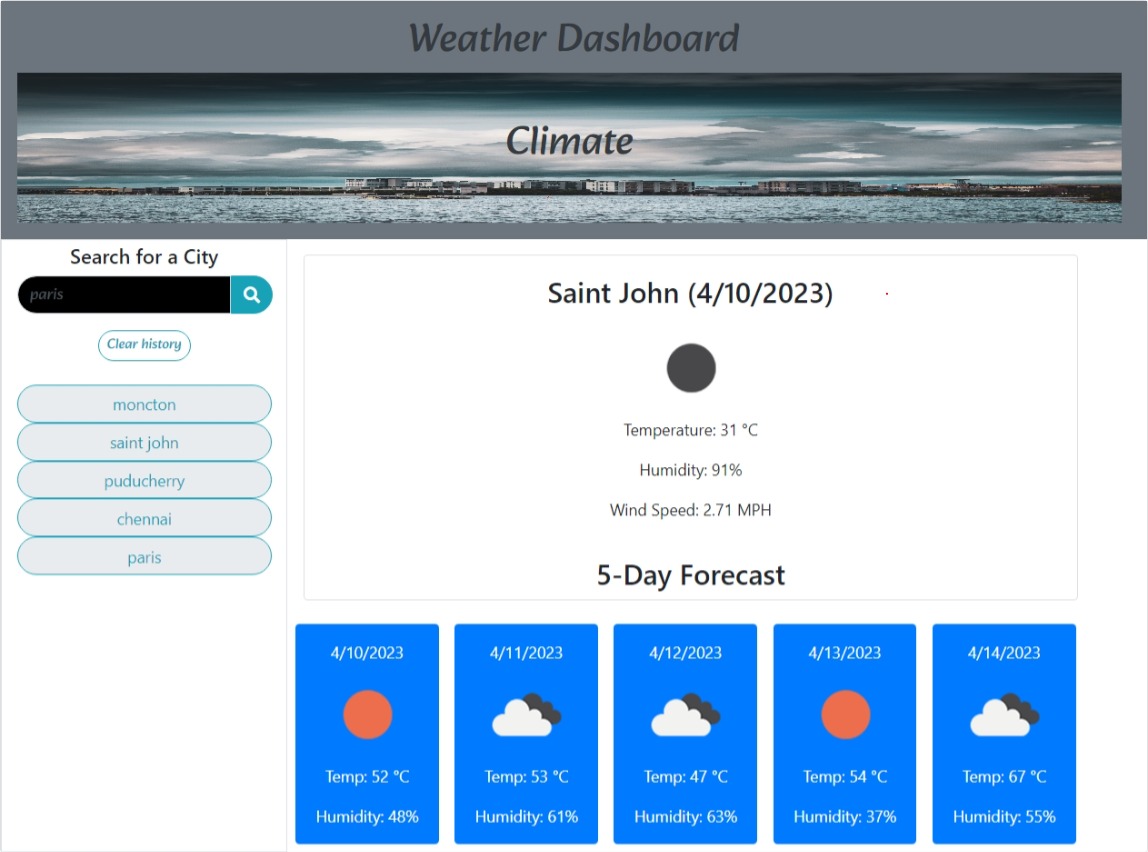 Weather Dashboard
Climate
Search for a City
paris
Clear history
moncton
saint john
puducherry
chennai
paris
Saint John (4/10/2023)
Temperature: 31 °C
Humidity: 91%
Wind Speed: 2.71 MPH
5-Day Forecast
4/10/2023
Temp: 52 °C
Humidity: 48%
4/11/2023
Temp: 53 °C
Humidity: 61%
4/12/2023
Temp: 47 °C
Humidity: 63%
4/13/2023
Temp: 54 °C
Humidity: 37%
4/14/2023
Temp: 67 °C
Humidity: 55%